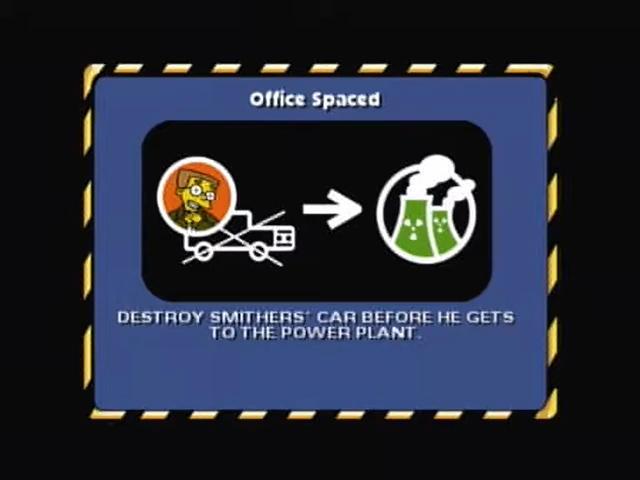 Office Spaced
DESTROY SMITHERS' CAR BEFORE HE GETS
TO THE POWER PLANT.